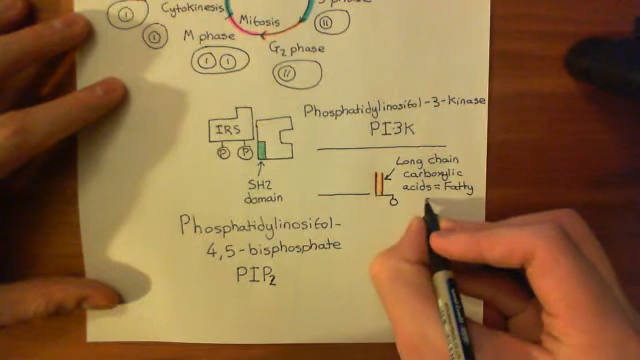 S phase
Cytokinesis
Mitosis
M phase
G2 phase
Phosphatidylinositol-3-kinase
PI3K
IRS
P P
SH2
domain
Long chain
carboxylic
acids = Fatty
Phosphatidylinositol-
4,5-bisphosphate
PIP2